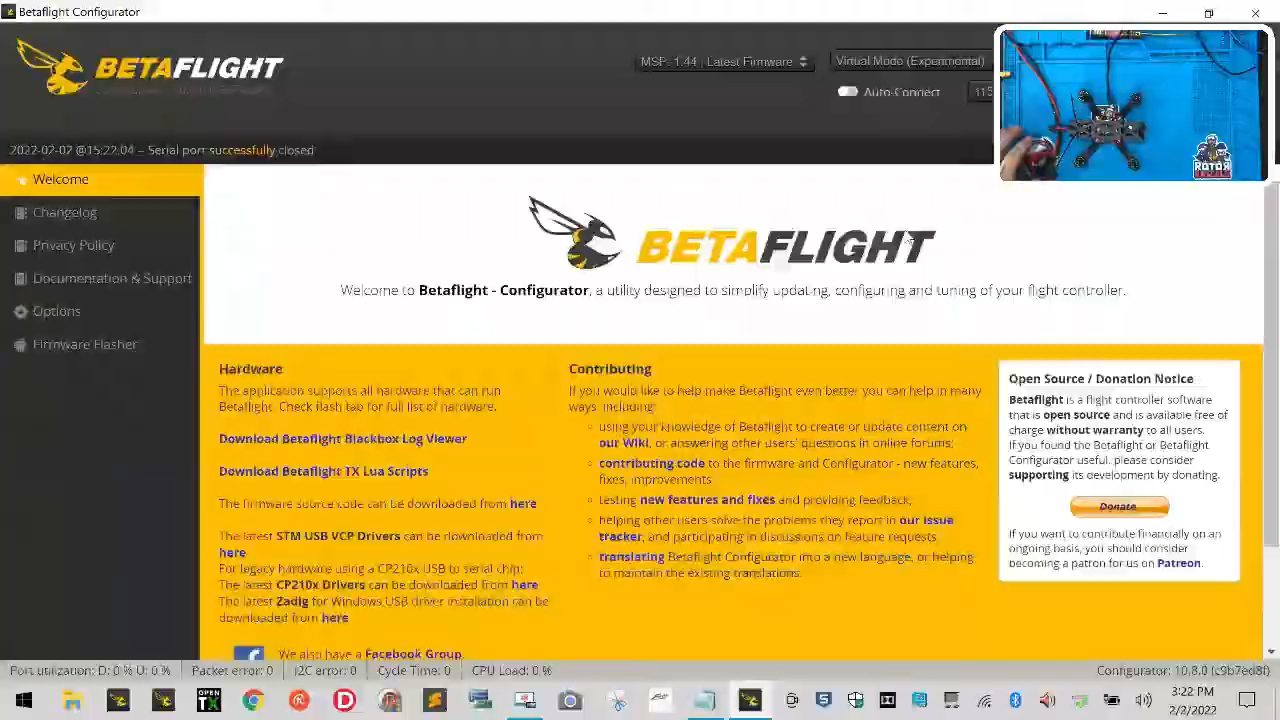 Betaflight Configurator
BETAFLIGHT
MSP: 1.44 | Latest Firmware
Virtual Mode (Experimental)
Auto-Connect
115
2022-02-02 @15:22:04 -- Serial port successfully closed
Welcome
Changelog
Privacy Policy
Documentation & Support
Options
Firmware Flasher
BETAFLIGHT
Welcome to Betaflight - Configurator, a utility designed to simplify updating, configuring and tuning of your flight controller.
Hardware
The application supports all hardware that can run
Betaflight. Check flash tab for full list of hardware.
Download Betaflight Blackbox Log Viewer
Download Betaflight TX Lua Scripts
The firmware source code can be downloaded from here
The latest STM USB VCP Drivers can be downloaded from
here
For legacy hardware using a CP210x USB to serial chip:
The latest CP210x Drivers can be downloaded from here
The latest Zadig for Windows USB driver installation can be
downloaded from here
We also have a Facebook Group.
Contributing
If you would like to help make Betaflight even better you can help in many
ways, including:
using your knowledge of Betaflight to create or update content on
our Wiki, or answering other users' questions in online forums;
contributing code to the firmware and Configurator - new features,
fixes, improvements
testing new features and fixes and providing feedback;
helping other users solve the problems they report in our issue
tracker, and participating in discussions on feature requests.
translating Betaflight Configurator into a new language, or helping
to maintain the existing translations.
Open Source / Donation Notice
Betaflight is a flight controller software
that is open source and is available free of
charge without warranty to all users.
If you found the Betaflight or Betaflight
Configurator useful, please consider
supporting its development by donating.
Donate
If you want to contribute financially on an
ongoing basis, you should consider
becoming a patron for us on Patreon.
ROTOR
Port utilization: D: 0 % U: 0 %
Packet error: 0
I2C error: 0
Cycle Time: 0
CPU Load: 0 %
Configurator: 10.8.0 (c9b7ed8f)
OPEN
TX
3:22 PM
2/2/2022